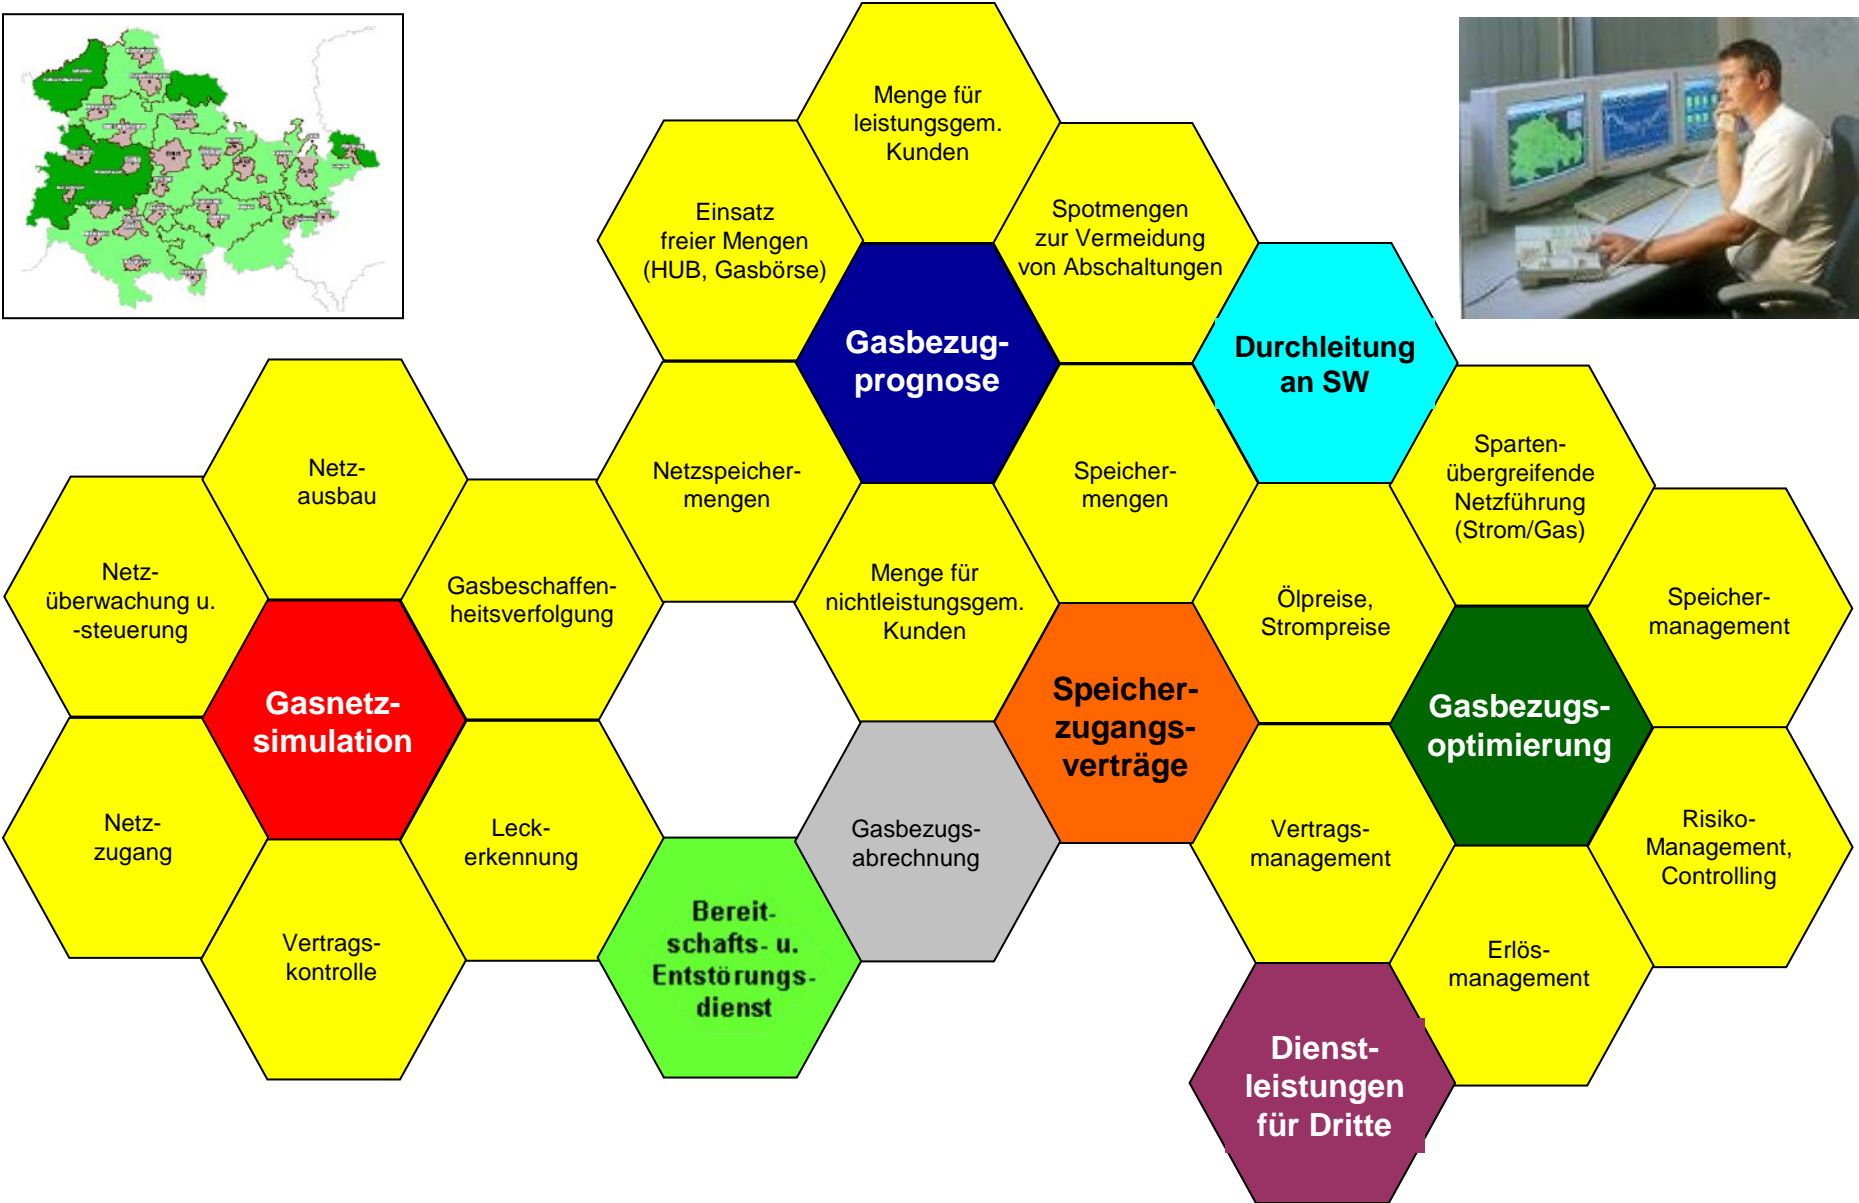 Menge für
leistungsgem.
Kunden
Einsatz
freier Mengen
(HUB, Gasbörse)
Spotmengen
zur Vermeidung
von Abschaltungen
Gasbezug-
prognose
Durchleitung
an SW
Netz-
ausbau
Netzspeicher-
mengen
Speicher-
mengen
Sparten-
übergreifende
Netzführung
(Strom/Gas)
Netz-
überwachung u.
-steuerung
Gasbeschaffen-
heitsverfolgung
Menge für
nichtleistungsgem.
Kunden
Ölpreise,
Strompreise
Speicher-
management
Gasnetz-
simulation
Speicher-
zugangs-
verträge
Gasbezugs-
optimierung
Netz-
zugang
Leck-
erkennung
Gasbezugs-
abrechnung
Vertrags-
management
Risiko-
Management,
Controlling
Vertrags-
kontrolle
Bereit-
schafts- u.
Entstörungs-
dienst
Erlös-
management
Dienst-
leistungen
für Dritte